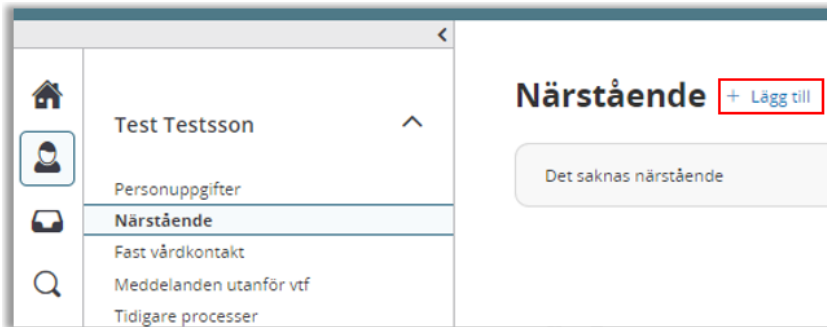 Test Testsson
Personuppgifter
Närstående
Fast vårdkontakt
Meddelanden utanför vtf
Tidigare processer
Närstående + Lägg till
Det saknas närstående